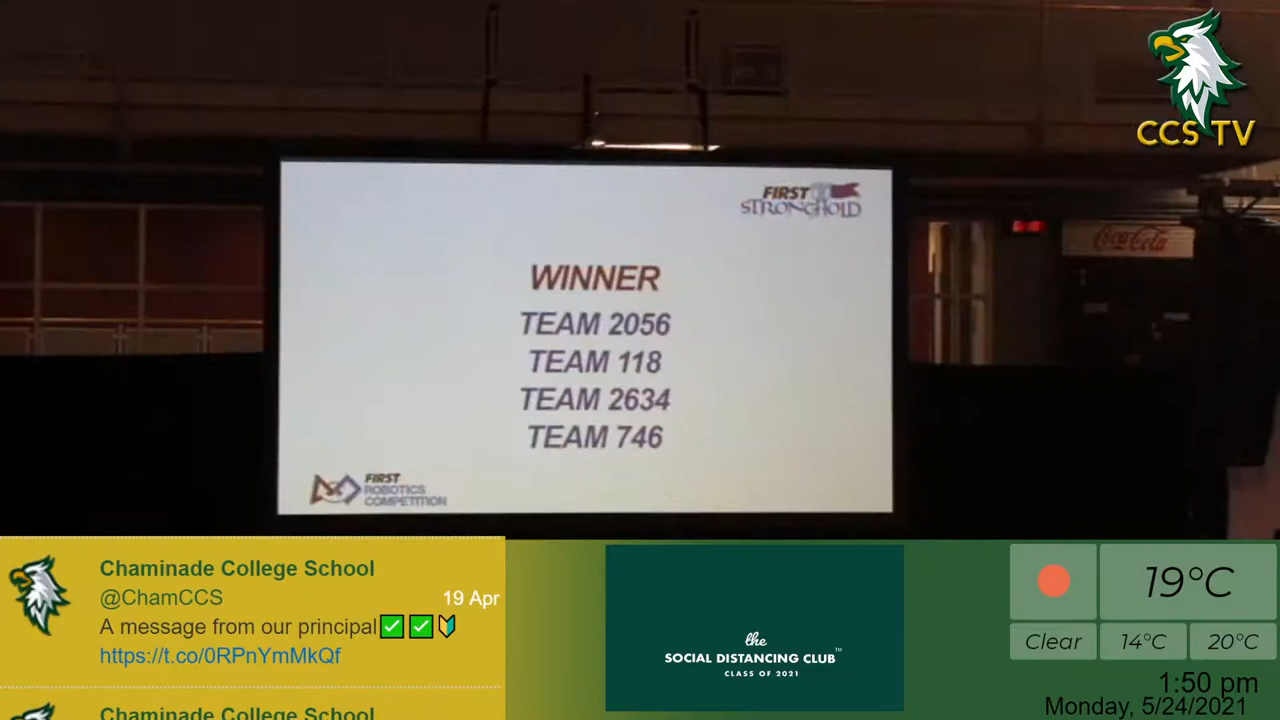 CCS TV
FIRST
STRONGHOLD
WINNER
TEAM 2056
TEAM 118
TEAM 2634
TEAM 746
FIRST
ROBOTICS
COMPETITION
Coca-Cola
Chaminade College School
@ChamCCS
19 Apr
A message from our principal✅✅🔰
https://t.co/0RPnYmMkQf
Chaminade College School
the
SOCIAL DISTANCING CLUB™
CLASS OF 2021
19°C
Clear
14°C
20°C
1:50 pm
Monday, 5/24/2021